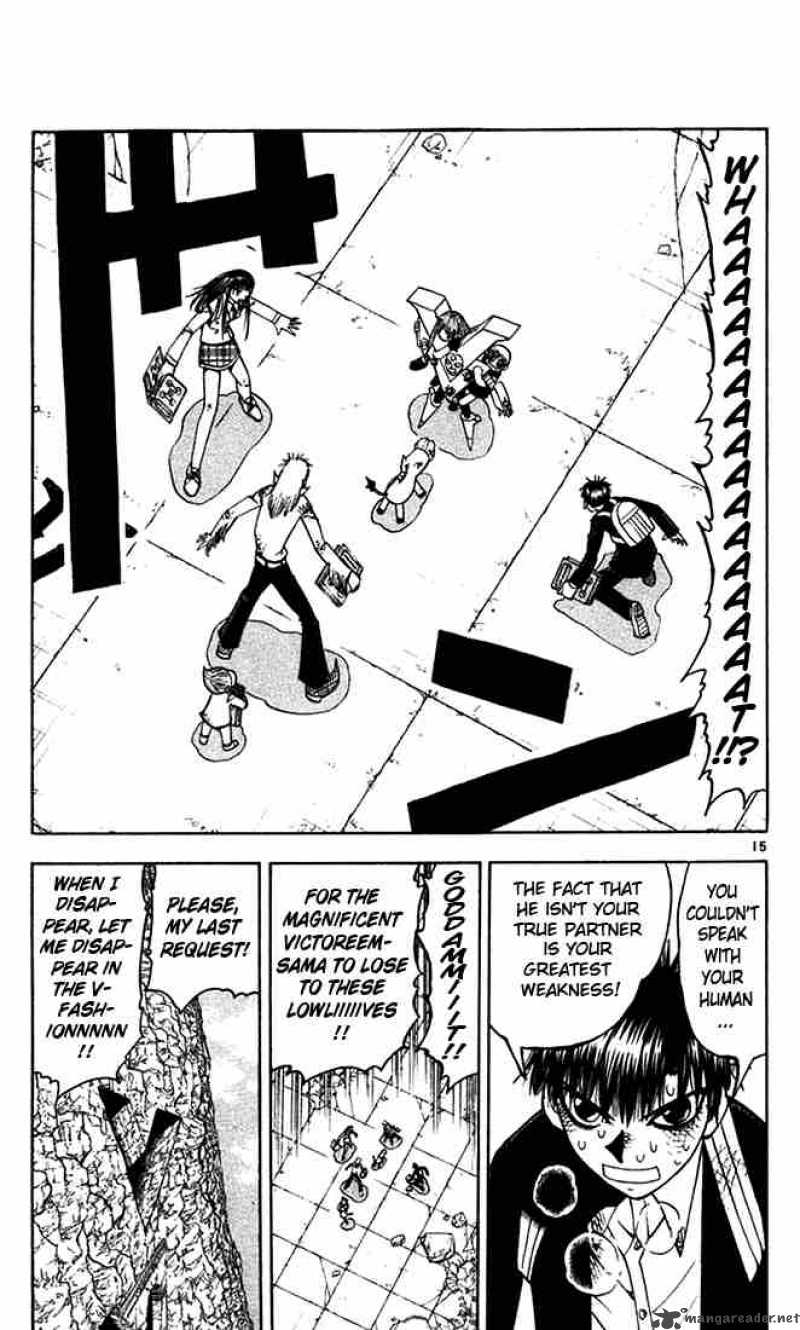 WHAAAAAAAAAAAAAAAAAAT!!?
15
YOU
COULDN'T
SPEAK
WITH
YOUR
HUMAN
...
THE FACT THAT
HE ISN'T YOUR
TRUE PARTNER
IS YOUR
GREATEST
WEAKNESS!
GODDAMMIIIT!!
FOR THE
MAGNIFICENT
VICTOREEM-
SAMA TO LOSE
TO THESE
LOWLIIIIIVES
!!
PLEASE,
MY LAST
REQUEST!
WHEN I
DISAP-
PEAR, LET
ME DISAP-
PEAR IN
THE V-
FASH-
IONNNNN
!!
mangareader.net